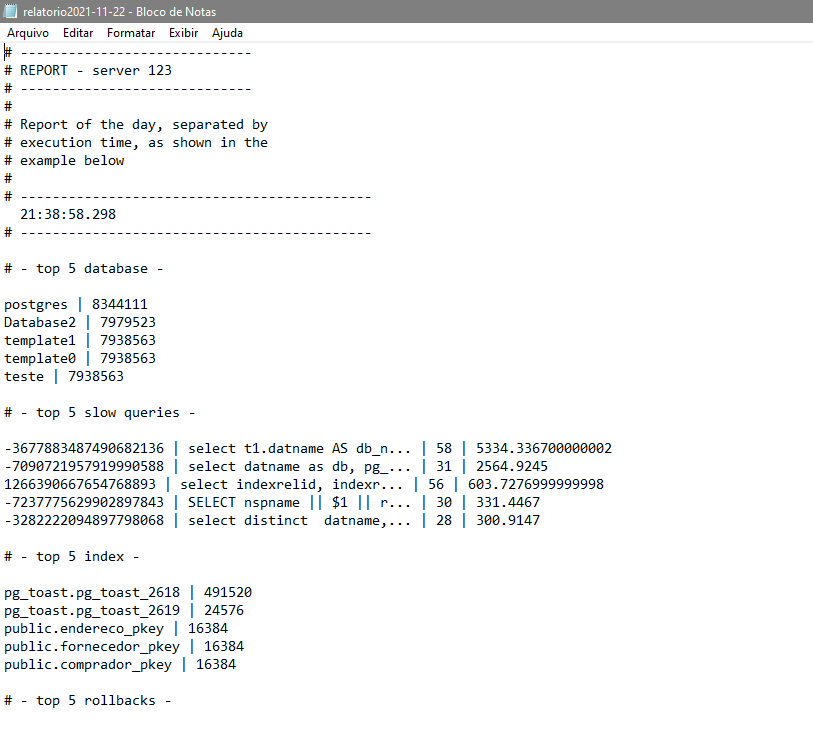 relatorio2021-11-22 - Bloco de Notas
Arquivo Editar Formatar Exibir Ajuda
# -----------------------------
# REPORT - server 123
# -----------------------------
#
# Report of the day, separated by
# execution time, as shown in the
# example below
#
# --------------------------------------------
21:38:58.298
# --------------------------------------------
# - top 5 database -
postgres | 8344111
Database2 | 7979523
template1 | 7938563
template0 | 7938563
teste | 7938563
# - top 5 slow queries -
-3677883487490682136 | select t1.datname AS db_n... | 58 | 5334.336700000002
-7090721957919990588 | select datname as db, pg_... | 31 | 2564.9245
1266390667654768893 | select indexrelid, indexr... | 56 | 603.7276999999998
-7237775629902897843 | SELECT nspname || $1 || r... | 30 | 331.4467
-3282222094897798068 | select distinct  datname,... | 28 | 300.9147
# - top 5 index -
pg_toast.pg_toast_2618 | 491520
pg_toast.pg_toast_2619 | 24576
public.endereco_pkey | 16384
public.fornecedor_pkey | 16384
public.comprador_pkey | 16384
# - top 5 rollbacks -